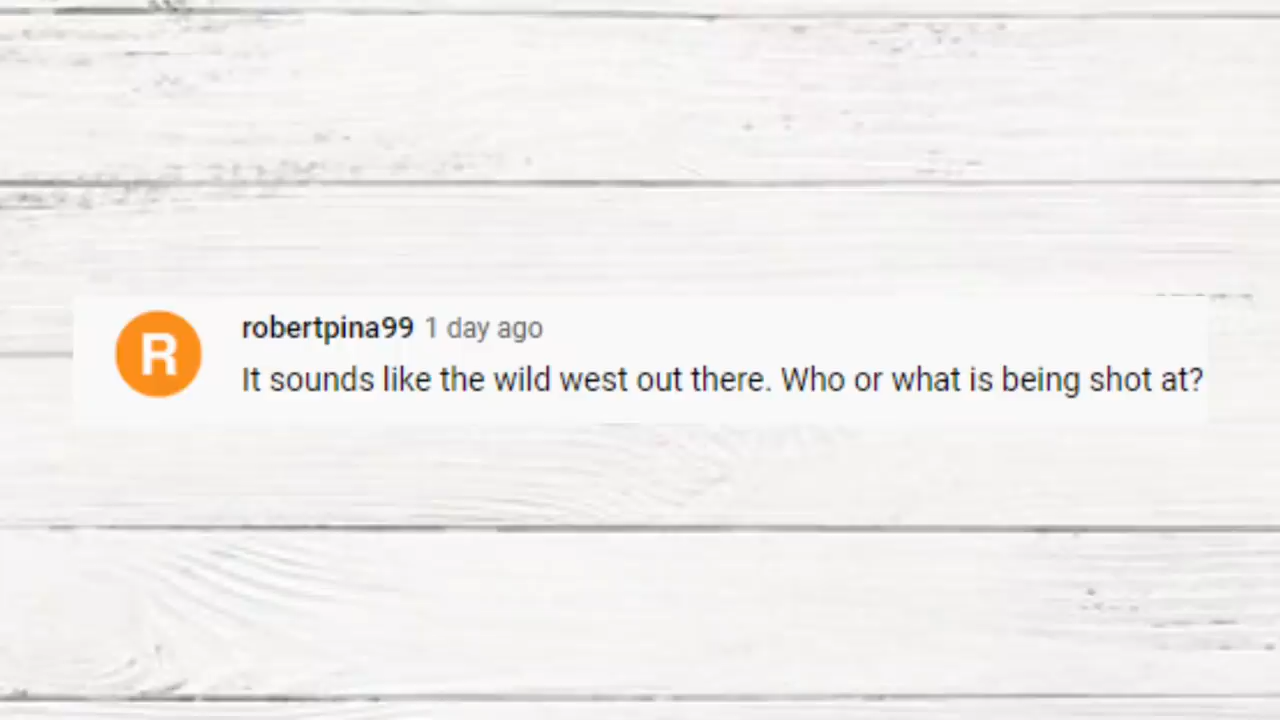 R
robertpina99 1 day ago
It sounds like the wild west out there. Who or what is being shot at?